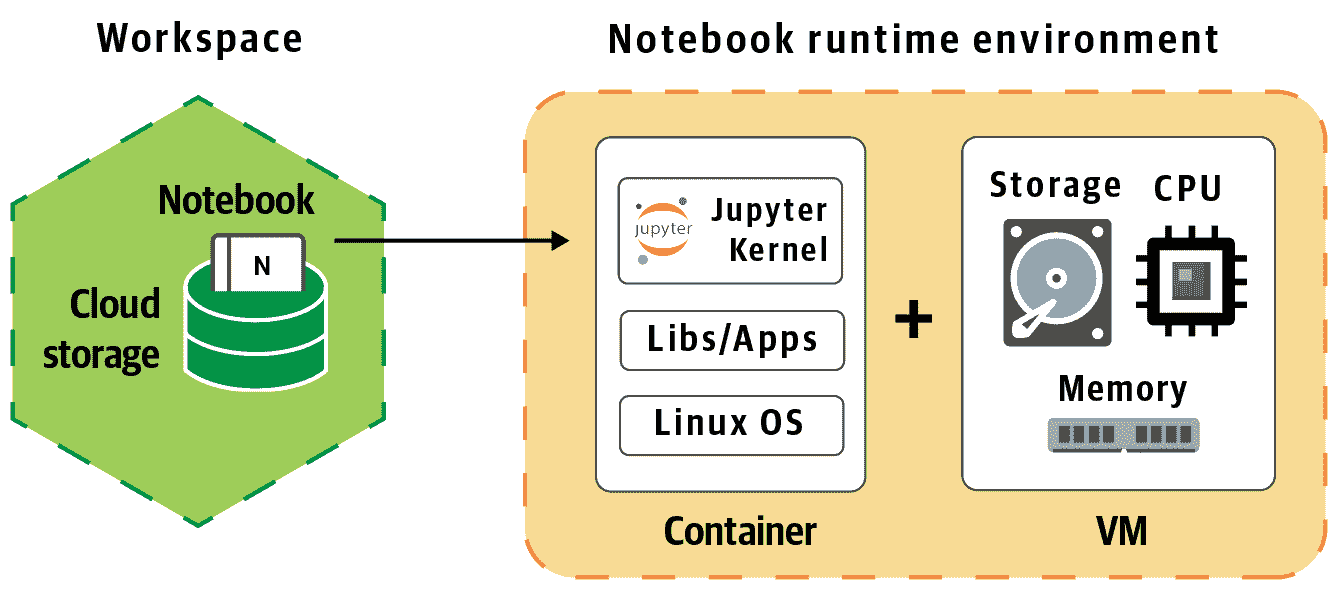 Workspace
Notebook runtime environment
Notebook
N
Cloud
storage
jupyter
Jupyter
Kernel
Libs/Apps
Linux OS
Container
+
Storage
CPU
Memory
VM